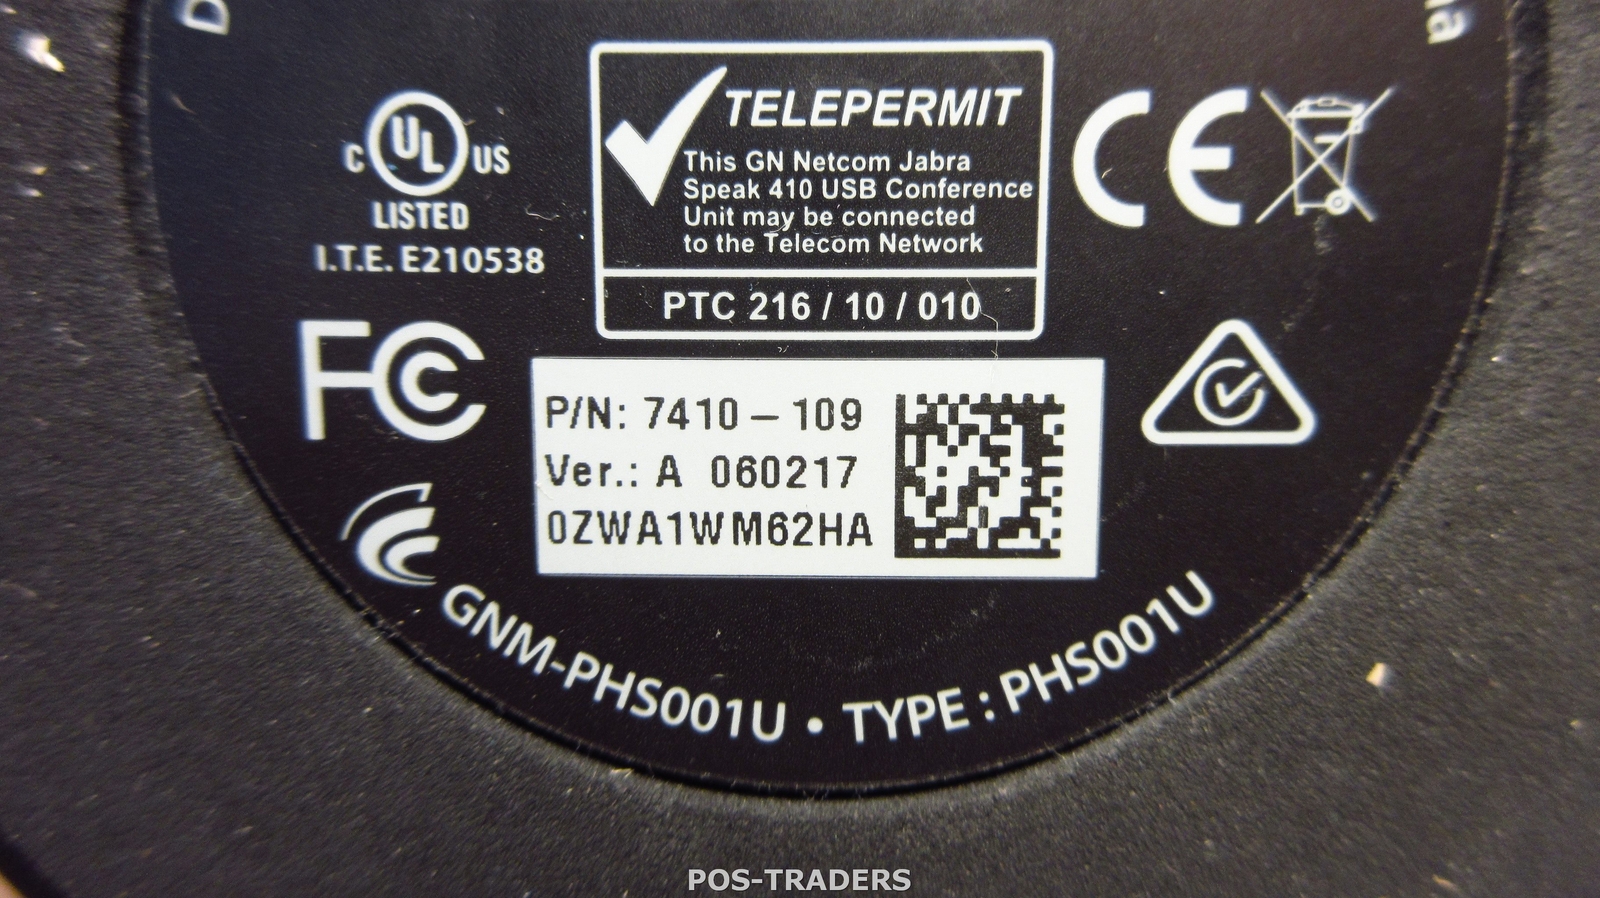 TELEPERMIT
This GN Netcom Jabra
Speak 410 USB Conference
Unit may be connected
to the Telecom Network
PTC 216 / 10 / 010
C UL US
LISTED
I.T.E. E210538
CE
FC
P/N: 7410-109
Ver.: A 060217
0ZWA1WM62HA
GNM-PHS001U • TYPE : PHS001U
POS-TRADERS